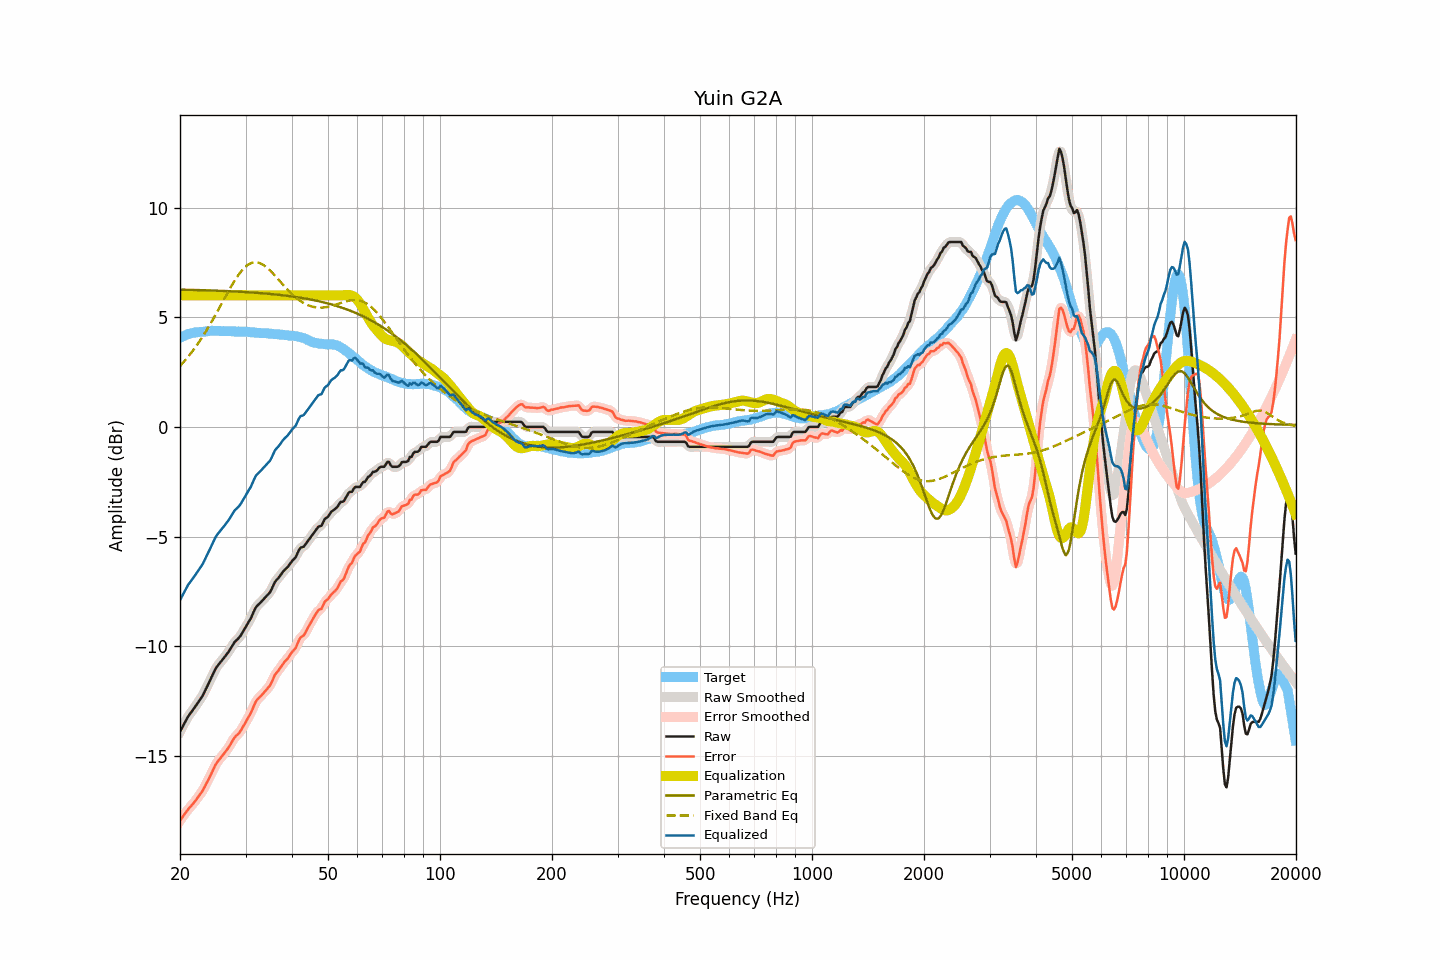 Yuin G2A
Amplitude (dBr)
10
5
0
−5
−10
−15
Target
Raw Smoothed
Error Smoothed
Raw
Error
Equalization
Parametric Eq
Fixed Band Eq
Equalized
20 50 100 200 500 1000 2000 5000 10000 20000
Frequency (Hz)